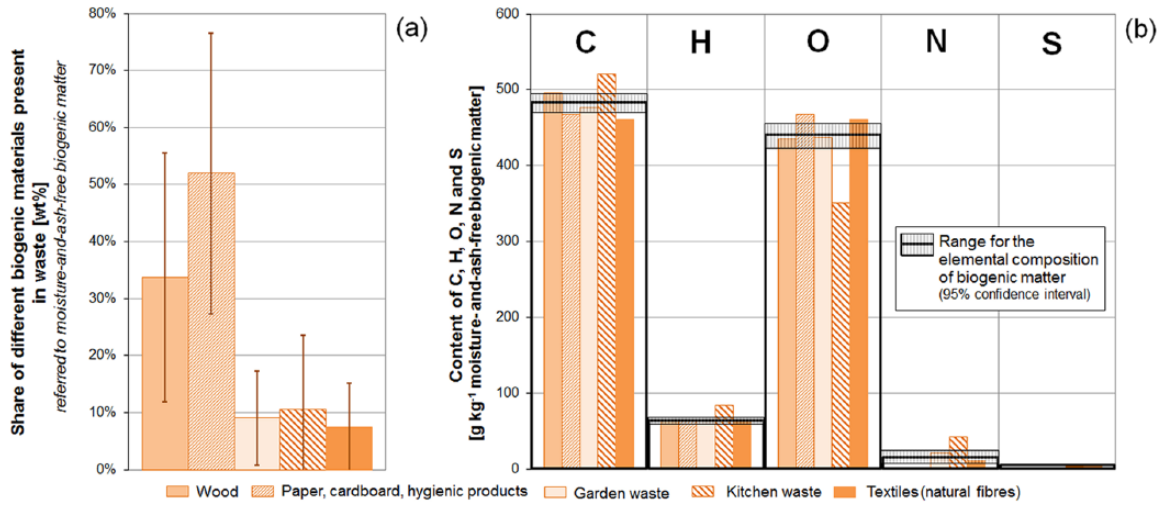 (a)
Share of different biogenic materials present
in waste [wt%]
referred to moisture-and-ash-free biogenic matter
80%
70%
60%
50%
40%
30%
20%
10%
0%
(b)
C H O N S
Content of C, H, O, N and S
[g kg⁻¹ moisture-and-ash-free biogenic matter]
600
500
400
300
200
100
0
Range for the
elemental composition
of biogenic matter
(95% confidence interval)
Wood Paper, cardboard, hygienic products Garden waste Kitchen waste Textiles (natural fibres)